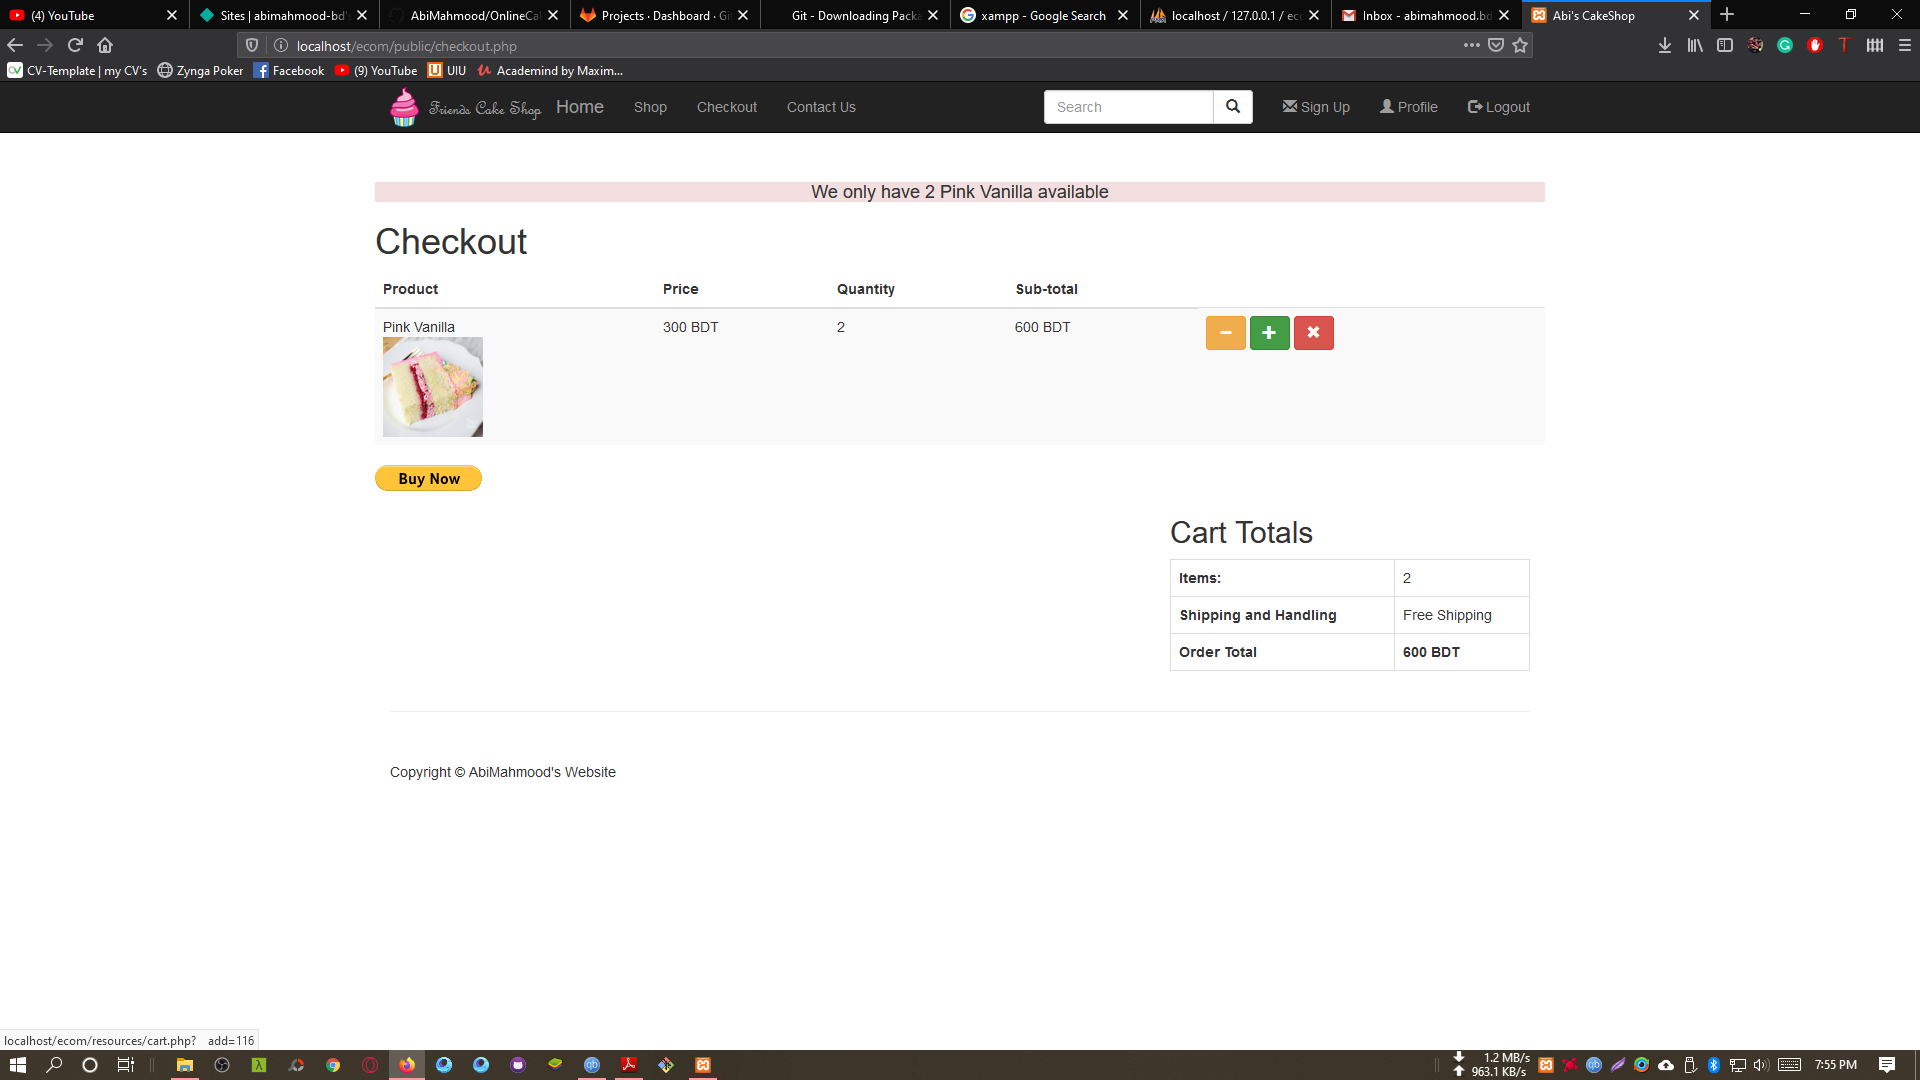 (4) YouTube
Sites | abimahmood-bd's
AbiMahmood/OnlineCa
Projects · Dashboard · Gi
Git - Downloading Packa
xampp - Google Search
localhost / 127.0.0.1 / ec
Inbox - abimahmood.bd
Abi's CakeShop
localhost/ecom/public/checkout.php
CV-Template | my CV's
Zynga Poker
Facebook
(9) YouTube
UIU
Academind by Maxim...
Friends Cake Shop
Home
Shop
Checkout
Contact Us
Search
Sign Up
Profile
Logout
We only have 2 Pink Vanilla available
Checkout
Product Price Quantity Sub-total
Pink Vanilla 300 BDT 2 600 BDT
Buy Now
Cart Totals
Items: 2
Shipping and Handling Free Shipping
Order Total 600 BDT
Copyright © AbiMahmood's Website
localhost/ecom/resources/cart.php? add=116
1.2 MB/s
963.1 KB/s
7:55 PM